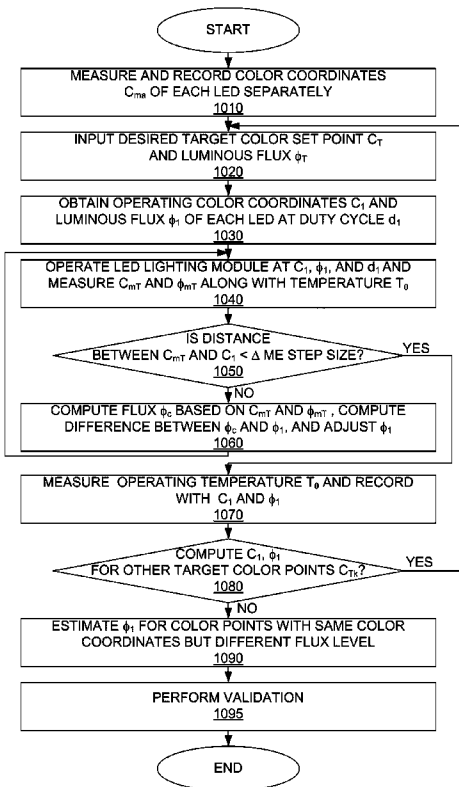 START
MEASURE AND RECORD COLOR COORDINATES
Cma OF EACH LED SEPARATELY
1010
INPUT DESIRED TARGET COLOR SET POINT CT
AND LUMINOUS FLUX ϕT
1020
OBTAIN OPERATING COLOR COORDINATES C1 AND
LUMINOUS FLUX ϕ1 OF EACH LED AT DUTY CYCLE d1
1030
OPERATE LED LIGHTING MODULE AT C1, ϕ1, AND d1 AND
MEASURE CmT AND ϕmT ALONG WITH TEMPERATURE T0
1040
IS DISTANCE
BETWEEN CmT AND C1 < Δ ME STEP SIZE?
1050
YES
NO
COMPUTE FLUX ϕc BASED ON CmT AND ϕmT , COMPUTE
DIFFERENCE BETWEEN ϕc AND ϕ1, AND ADJUST ϕ1
1060
MEASURE OPERATING TEMPERATURE T0 AND RECORD
WITH C1 AND ϕ1
1070
COMPUTE C1, ϕ1
FOR OTHER TARGET COLOR POINTS CTk?
1080
YES
NO
ESTIMATE ϕ1 FOR COLOR POINTS WITH SAME COLOR
COORDINATES BUT DIFFERENT FLUX LEVEL
1090
PERFORM VALIDATION
1095
END